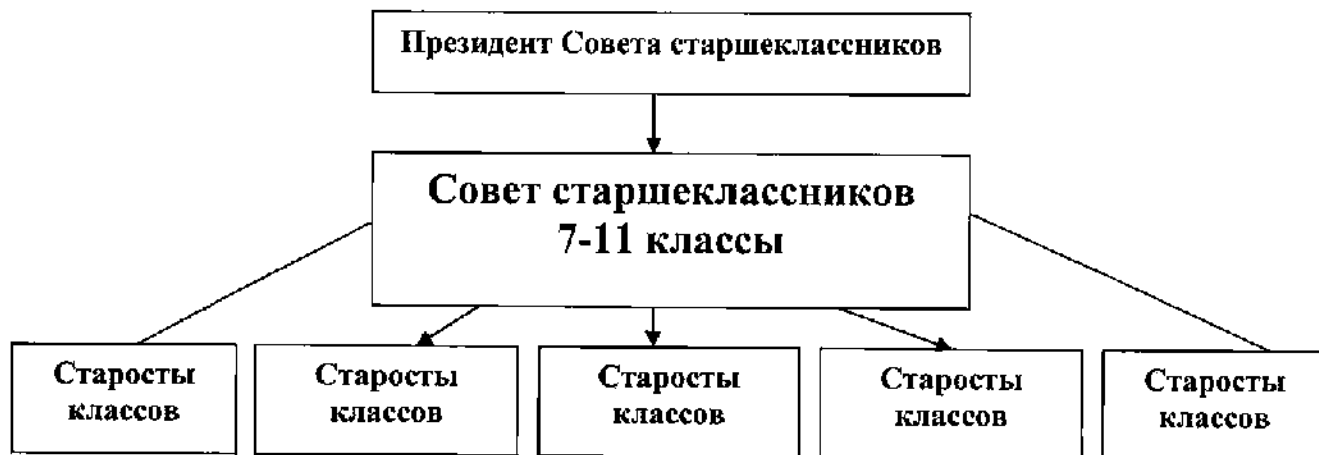 Президент Совета старшеклассников
Совет старшеклассников
7-11 классы
Старосты
классов
Старосты
классов
Старосты
классов
Старосты
классов
Старосты
классов